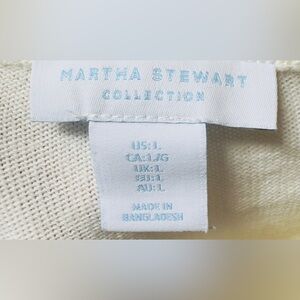 MARTHA STEWART
COLLECTION
US: L
CA: L/G
UK: L
EU: L
AU: L
MADE IN
BANGLADESH